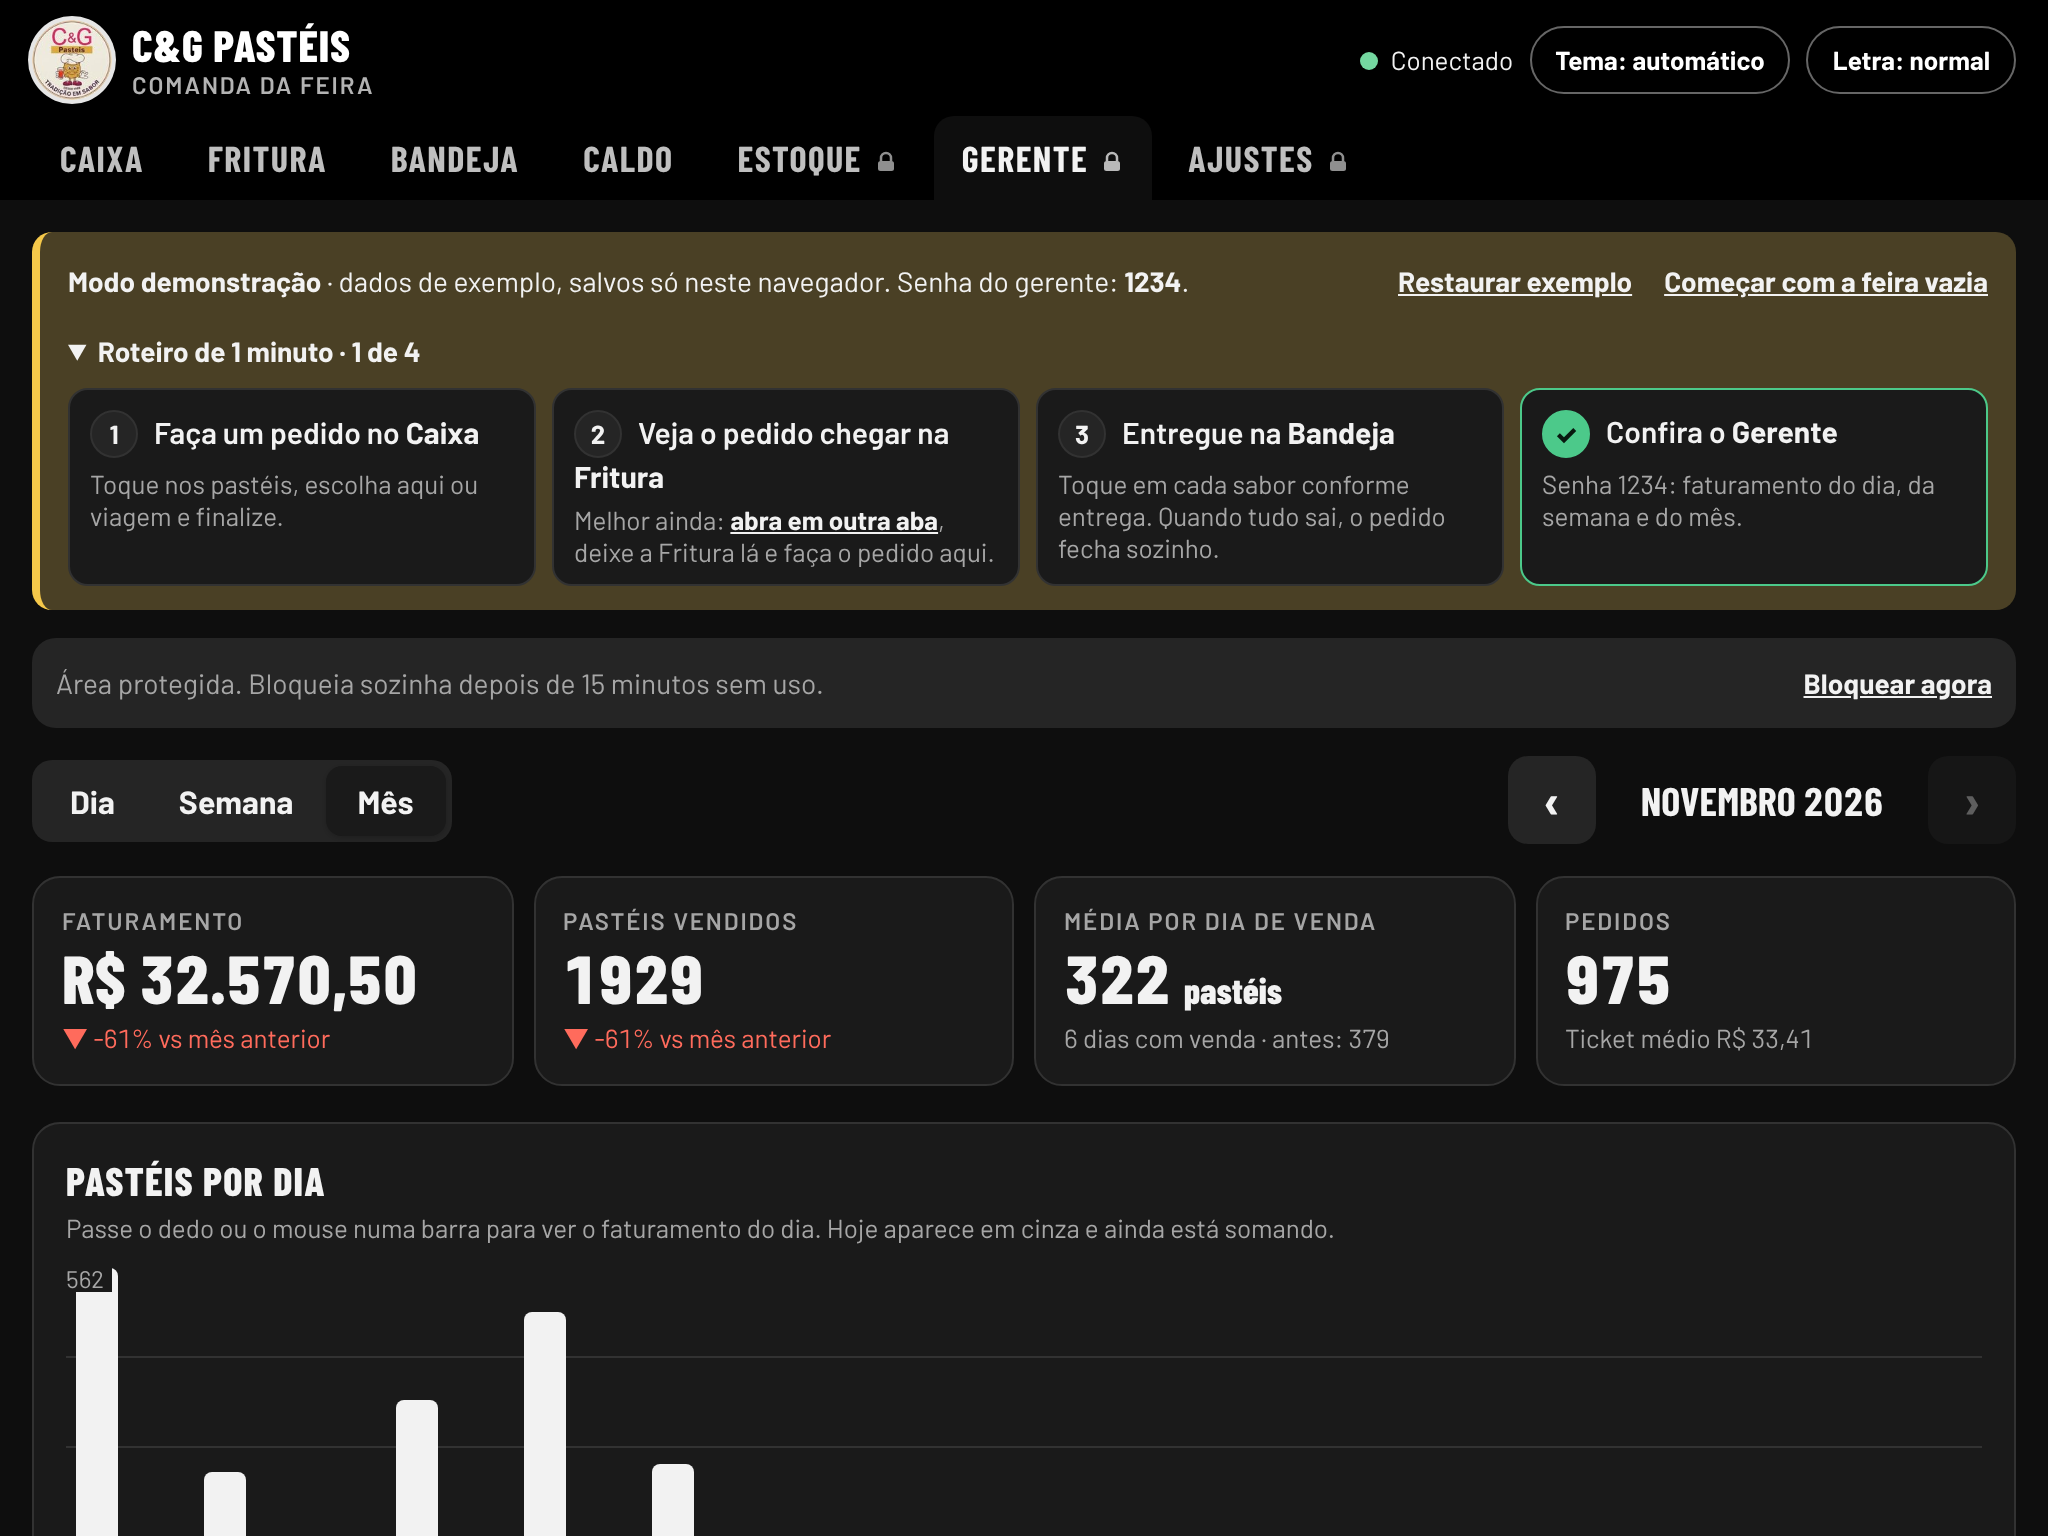 C&G
Pasteis
TRADIÇÃO EM SABOR
C&G PASTÉIS
COMANDA DA FEIRA
Conectado
Tema: automático
Letra: normal
CAIXA
FRITURA
BANDEJA
CALDO
ESTOQUE
GERENTE
AJUSTES
Modo demonstração · dados de exemplo, salvos só neste navegador. Senha do gerente: 1234.
Restaurar exemplo
Começar com a feira vazia
▼ Roteiro de 1 minuto · 1 de 4
1 Faça um pedido no Caixa
Toque nos pastéis, escolha aqui ou
viagem e finalize.
2 Veja o pedido chegar na
Fritura
Melhor ainda: abra em outra aba,
deixe a Fritura lá e faça o pedido aqui.
3 Entregue na Bandeja
Toque em cada sabor conforme
entrega. Quando tudo sai, o pedido
fecha sozinho.
✓ Confira o Gerente
Senha 1234: faturamento do dia, da
semana e do mês.
Área protegida. Bloqueia sozinha depois de 15 minutos sem uso.
Bloquear agora
Dia
Semana
Mês
‹
NOVEMBRO 2026
›
FATURAMENTO
R$ 32.570,50
▼ -61% vs mês anterior
PASTÉIS VENDIDOS
1929
▼ -61% vs mês anterior
MÉDIA POR DIA DE VENDA
322 pastéis
6 dias com venda · antes: 379
PEDIDOS
975
Ticket médio R$ 33,41
PASTÉIS POR DIA
Passe o dedo ou o mouse numa barra para ver o faturamento do dia. Hoje aparece em cinza e ainda está somando.
562